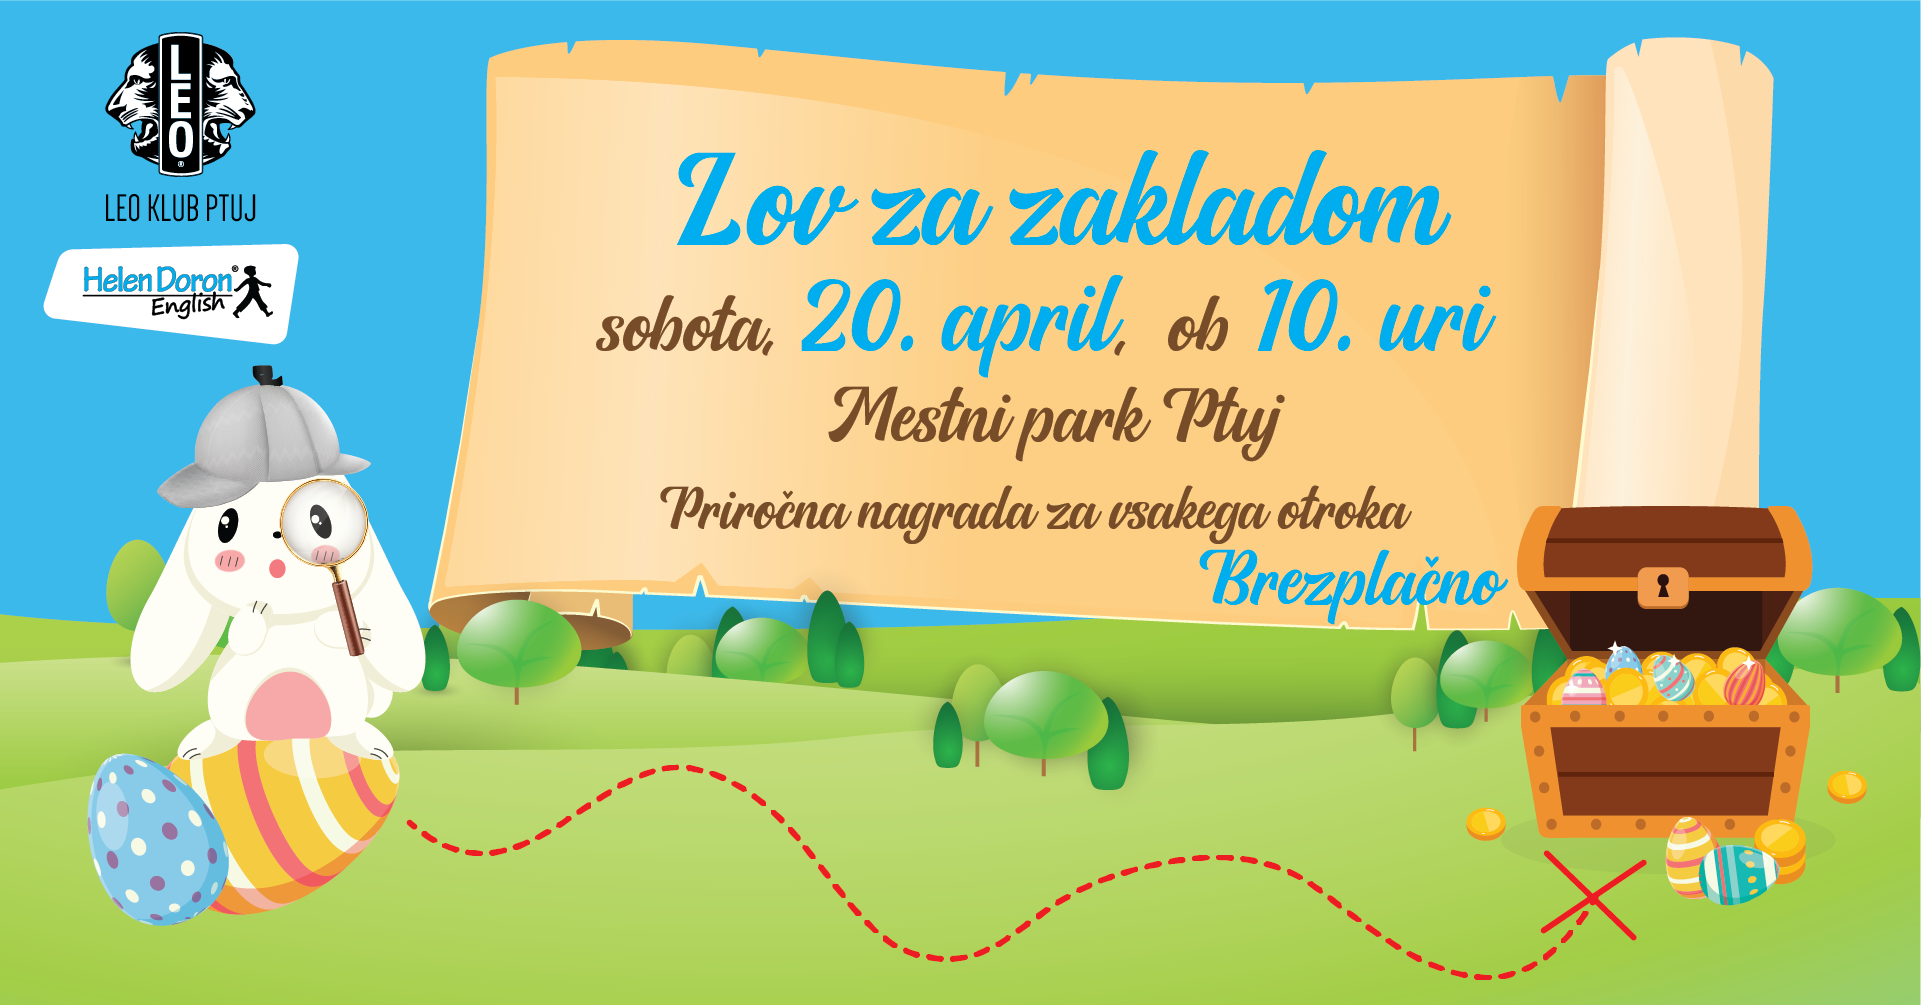 LEO
®
LEO KLUB PTUJ
Helen Doron®
English
Lov za zakladom
sobota, 20. april, ob 10. uri
Mestni park Ptuj
Priročna nagrada za vsakega otroka
Brezplačno